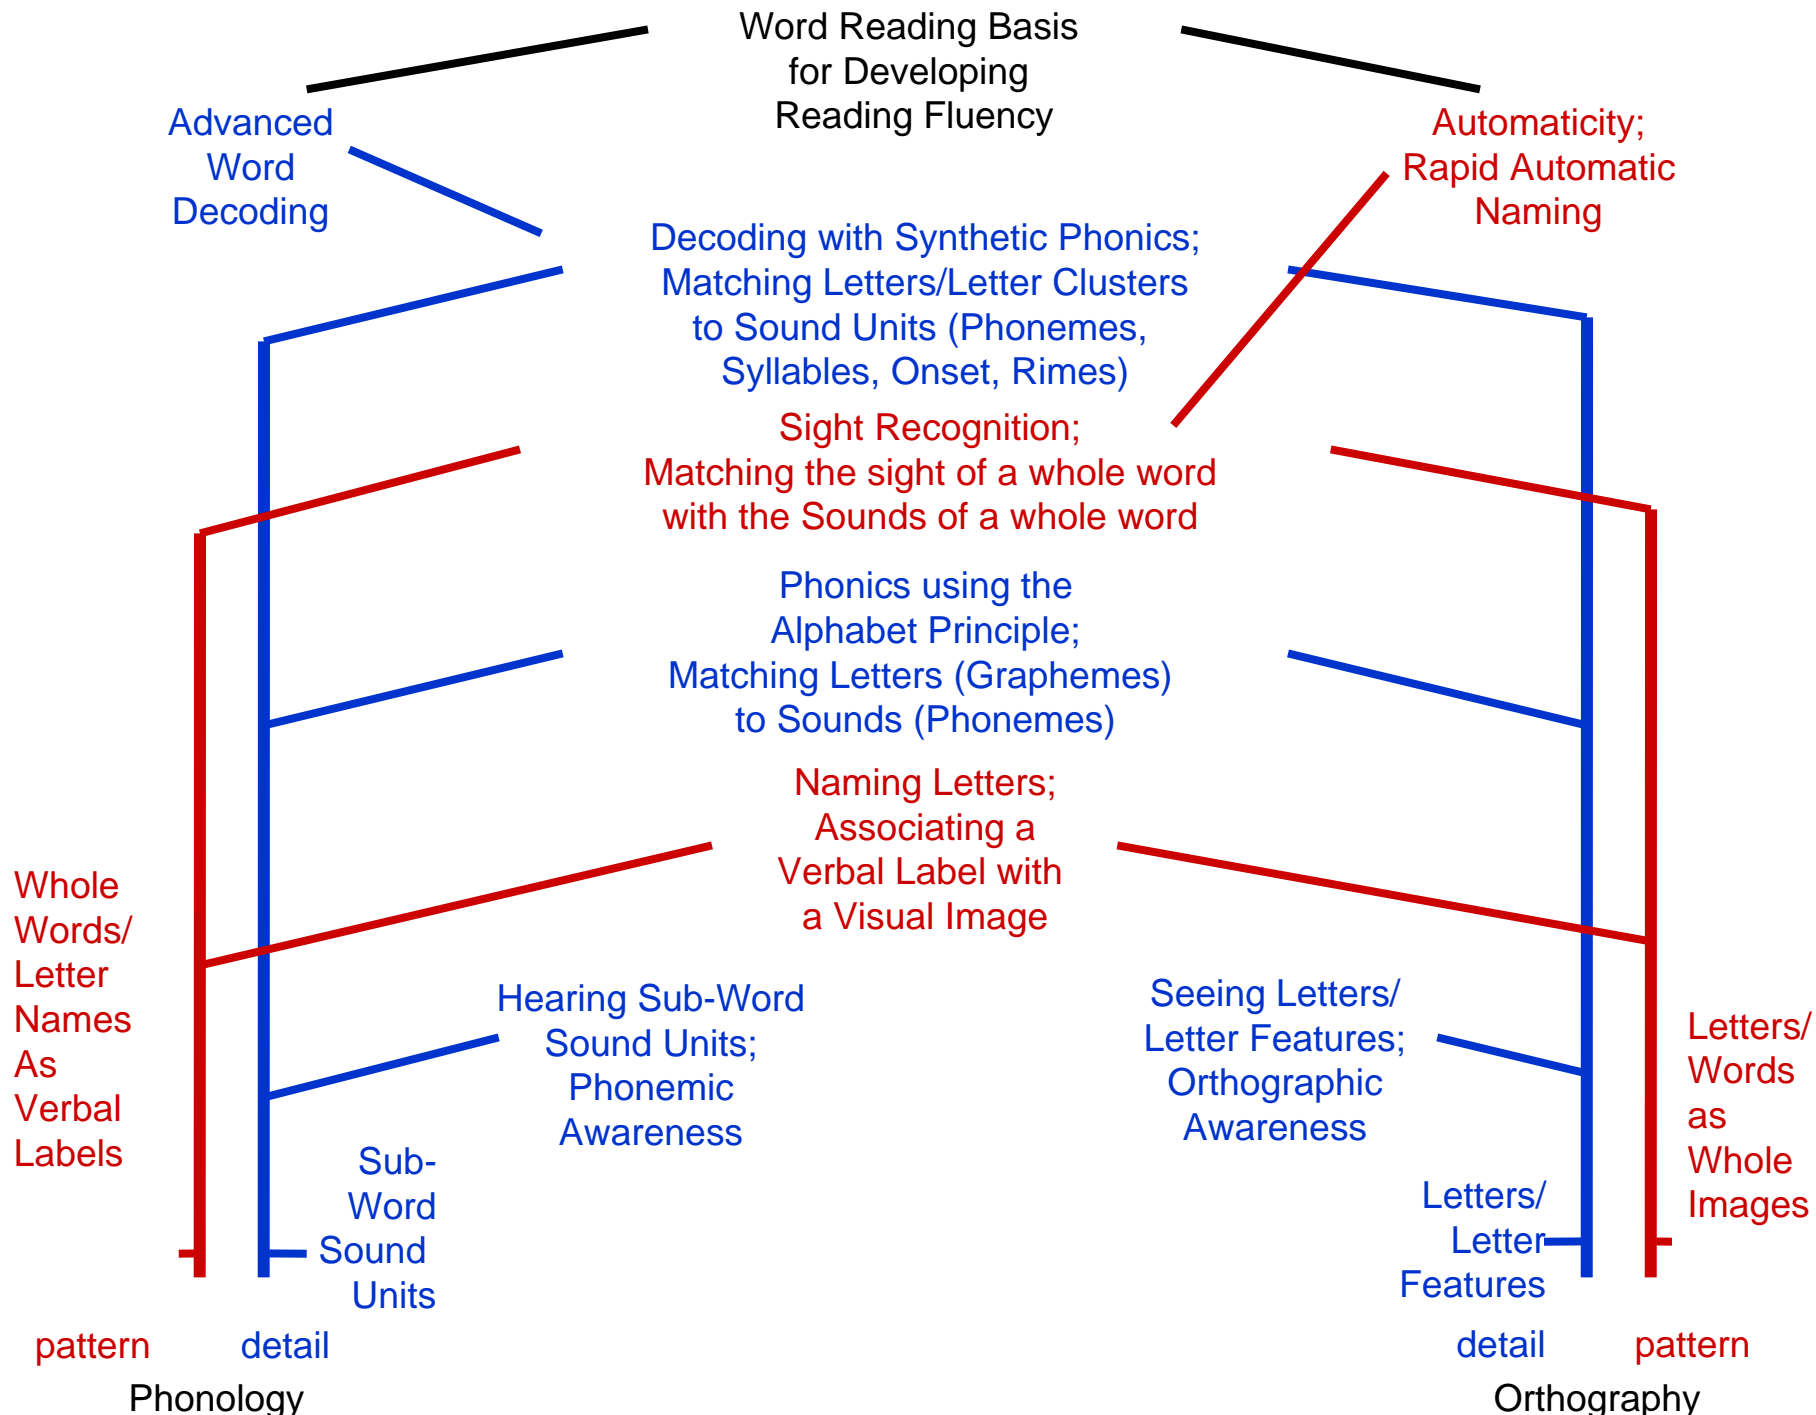 Word Reading Basis
for Developing
Reading Fluency
Advanced
Word
Decoding
Automaticity;
Rapid Automatic
Naming
Decoding with Synthetic Phonics;
Matching Letters/Letter Clusters
to Sound Units (Phonemes,
Syllables, Onset, Rimes)
Sight Recognition;
Matching the sight of a whole word
with the Sounds of a whole word
Phonics using the
Alphabet Principle;
Matching Letters (Graphemes)
to Sounds (Phonemes)
Naming Letters;
Associating a
Verbal Label with
a Visual Image
Whole
Words/
Letter
Names
As
Verbal
Labels
Hearing Sub-Word
Sound Units;
Phonemic
Awareness
Seeing Letters/
Letter Features;
Orthographic
Awareness
Letters/
Words
as
Whole
Images
Sub-
Word
Sound
Units
Letters/
Letter
Features
pattern
detail
detail
pattern
Phonology
Orthography